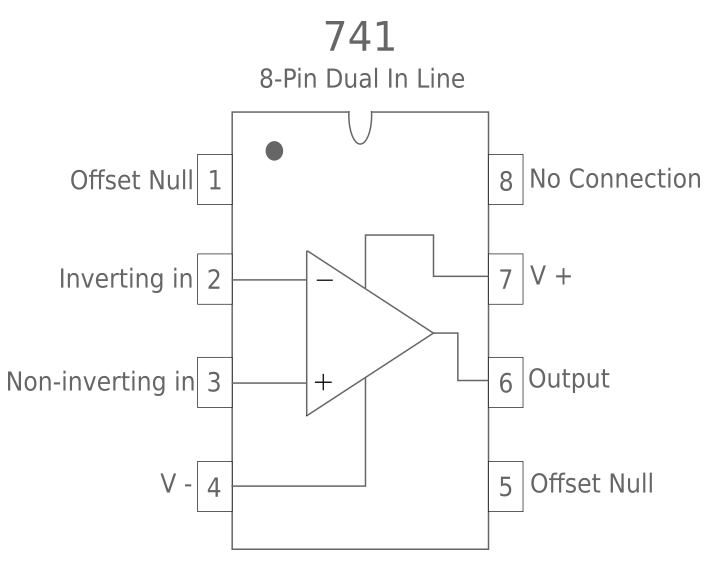 741
8-Pin Dual In Line
Offset Null 1
8 No Connection
Inverting in 2
−
7 V +
Non-inverting in 3
+
6 Output
V - 4
5 Offset Null